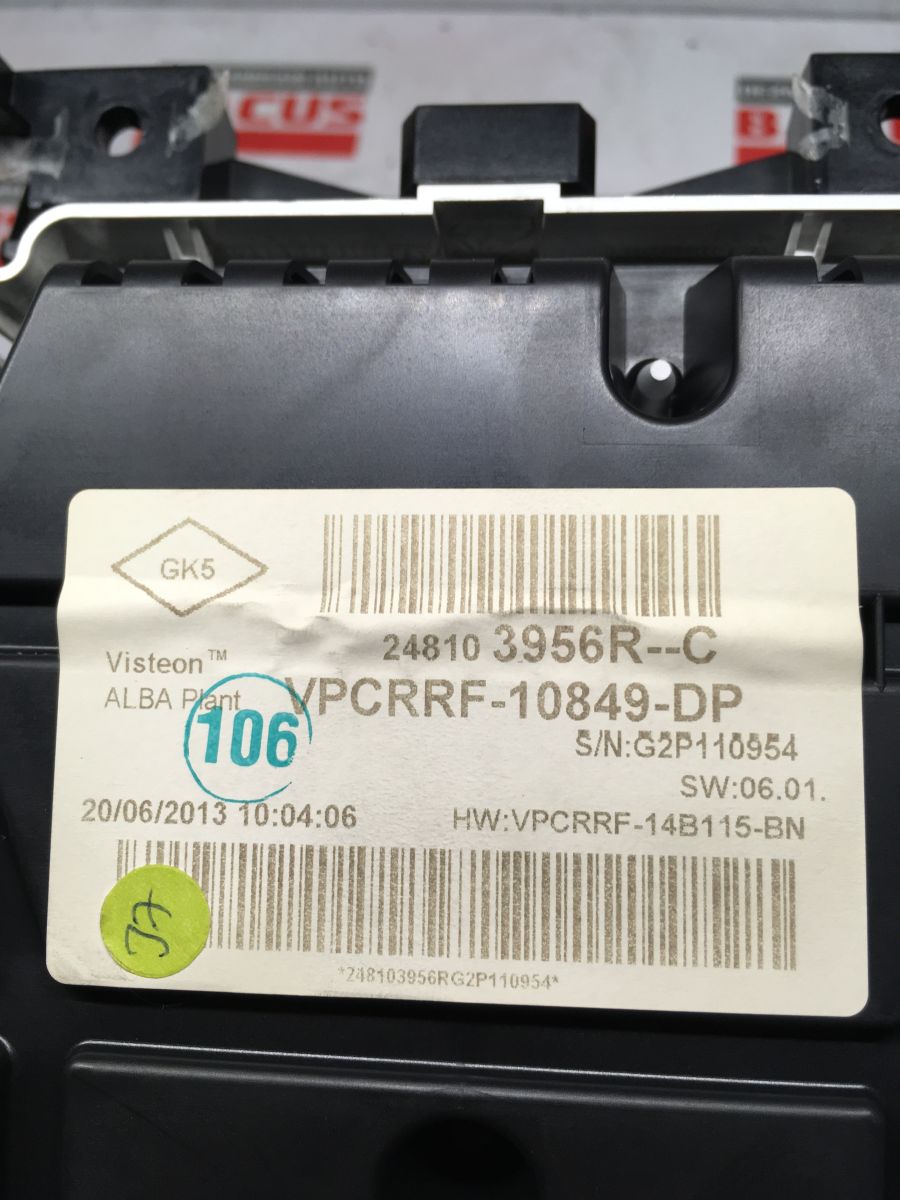 GK5
24810 3956R--C
Visteon™
ALBA Plant
VPCRRF-10849-DP
106
S/N:G2P110954
SW:06.01.
20/06/2013 10:04:06
HW:VPCRRF-14B115-BN
J7
*248103956RG2P110954*